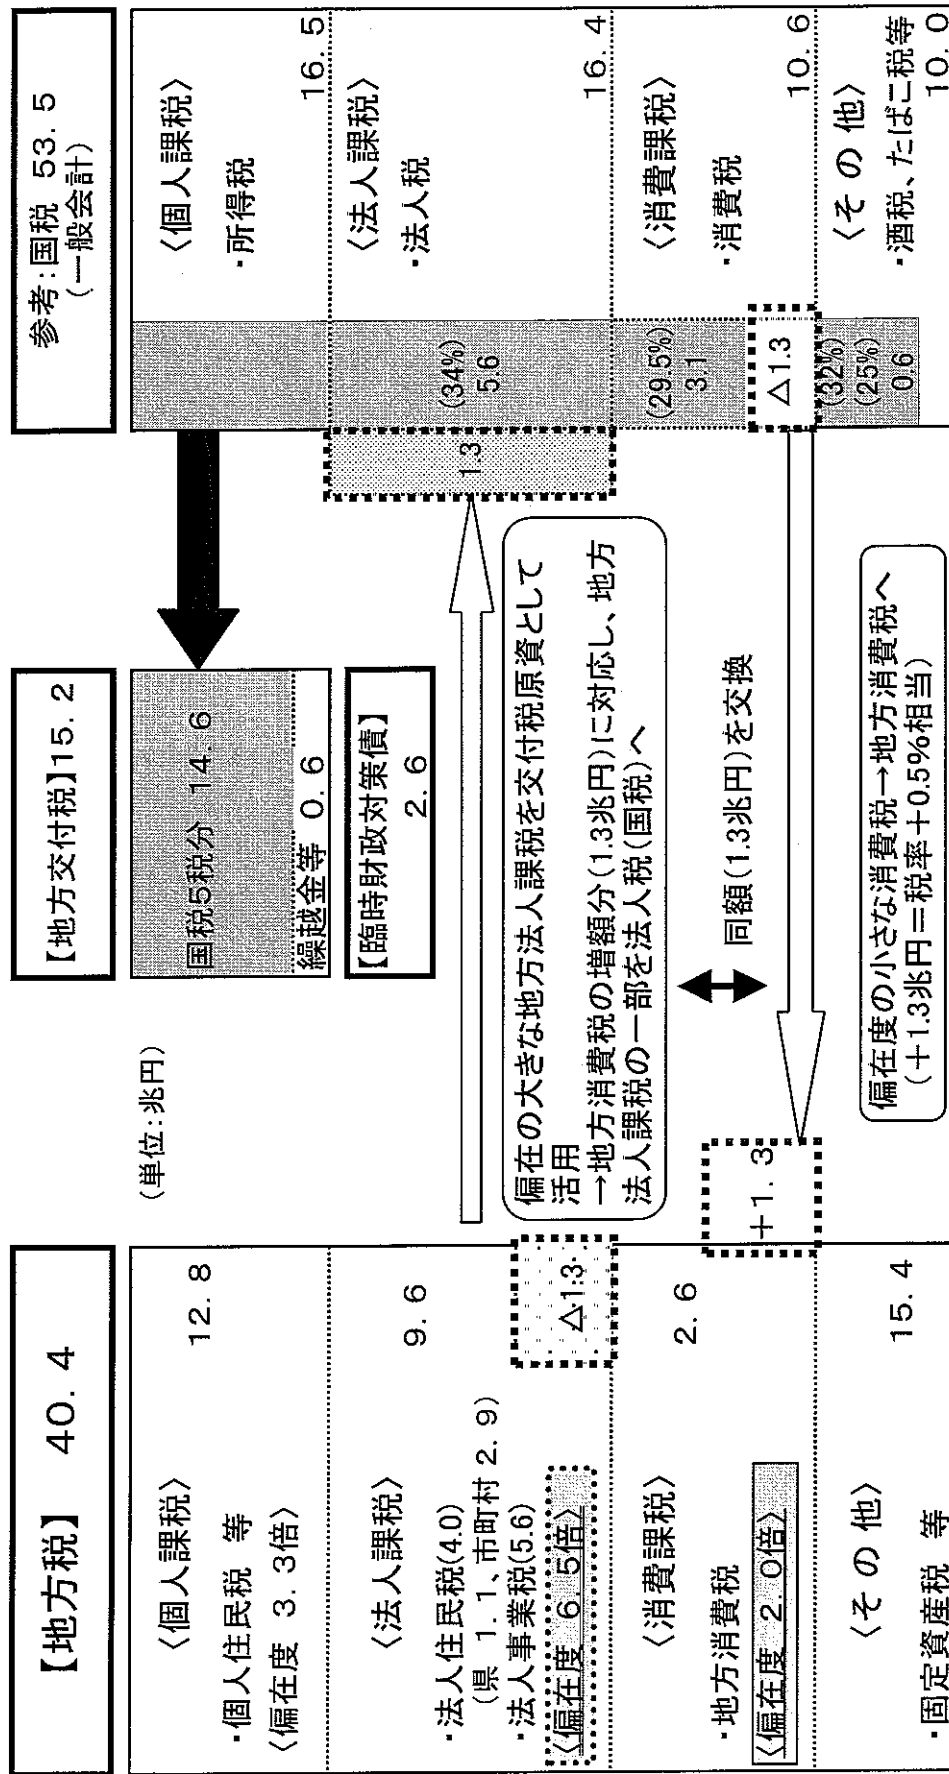 【地方税】 40. 4
(単位:兆円)
〈個人課税〉
12. 8
・個人住民税 等
〈偏在度 3. 3倍〉
〈法人課税〉
9. 6
・法人住民税(4.0)
(県 1. 1、市町村 2. 9)
・法人事業税(5.6)
〈偏在度 6. 5倍〉
△1.3
〈消費課税〉
2. 6
・地方消費税
〈偏在度 2. 0倍〉
+1. 3
〈その他〉
15. 4
・固定資産税 等
【地方交付税】15. 2
国税5税分 14. 6
繰越金等 0. 6
【臨時財政対策債】
2. 6
偏在の大きな地方法人課税を交付税原資として
活用
→地方消費税の増額分(1.3兆円)に対応し、地方
法人課税の一部を法人税(国税)へ
同額(1.3兆円)を交換
偏在度の小さな消費税→地方消費税へ
(+1.3兆円=税率+0.5%相当)
参考:国税 53. 5
(一般会計)
〈個人課税〉
・所得税
16. 5
1.3
(34%)
5.6
〈法人課税〉
・法人税
16. 4
(29.5%)
3.1
△1.3
〈消費課税〉
・消費税
10. 6
(32%)
(25%)
0.6
〈その他〉
・酒税、たばこ税等
10. 0